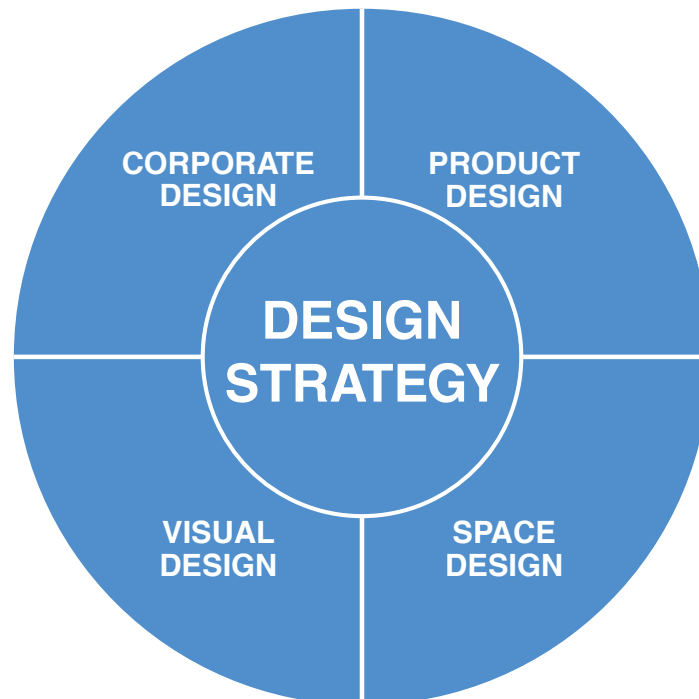 CORPORATE
DESIGN
PRODUCT
DESIGN
DESIGN
STRATEGY
VISUAL
DESIGN
SPACE
DESIGN